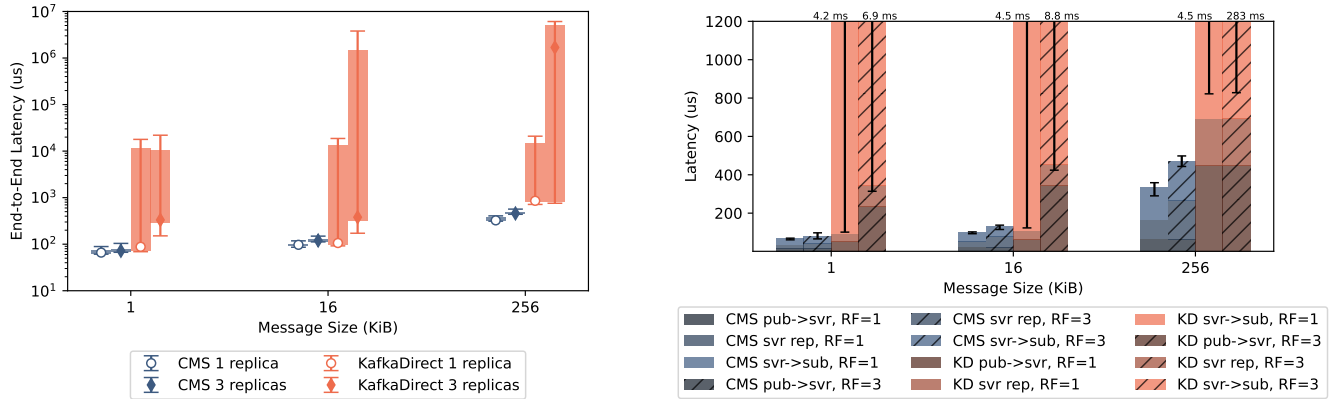 10^7
10^6
10^5
10^4
10^3
10^2
10^1
End-to-End Latency (us)
1
16
256
Message Size (KiB)
CMS 1 replica
KafkaDirect 1 replica
CMS 3 replicas
KafkaDirect 3 replicas
4.2 ms
6.9 ms
4.5 ms
8.8 ms
4.5 ms
283 ms
1200
1000
800
600
400
200
Latency (us)
1
16
256
Message Size (KiB)
CMS pub->svr, RF=1
CMS svr rep, RF=3
KD svr->sub, RF=1
CMS svr rep, RF=1
CMS svr->sub, RF=3
KD pub->svr, RF=3
CMS svr->sub, RF=1
KD pub->svr, RF=1
KD svr rep, RF=3
CMS pub->svr, RF=3
KD svr rep, RF=1
KD svr->sub, RF=3